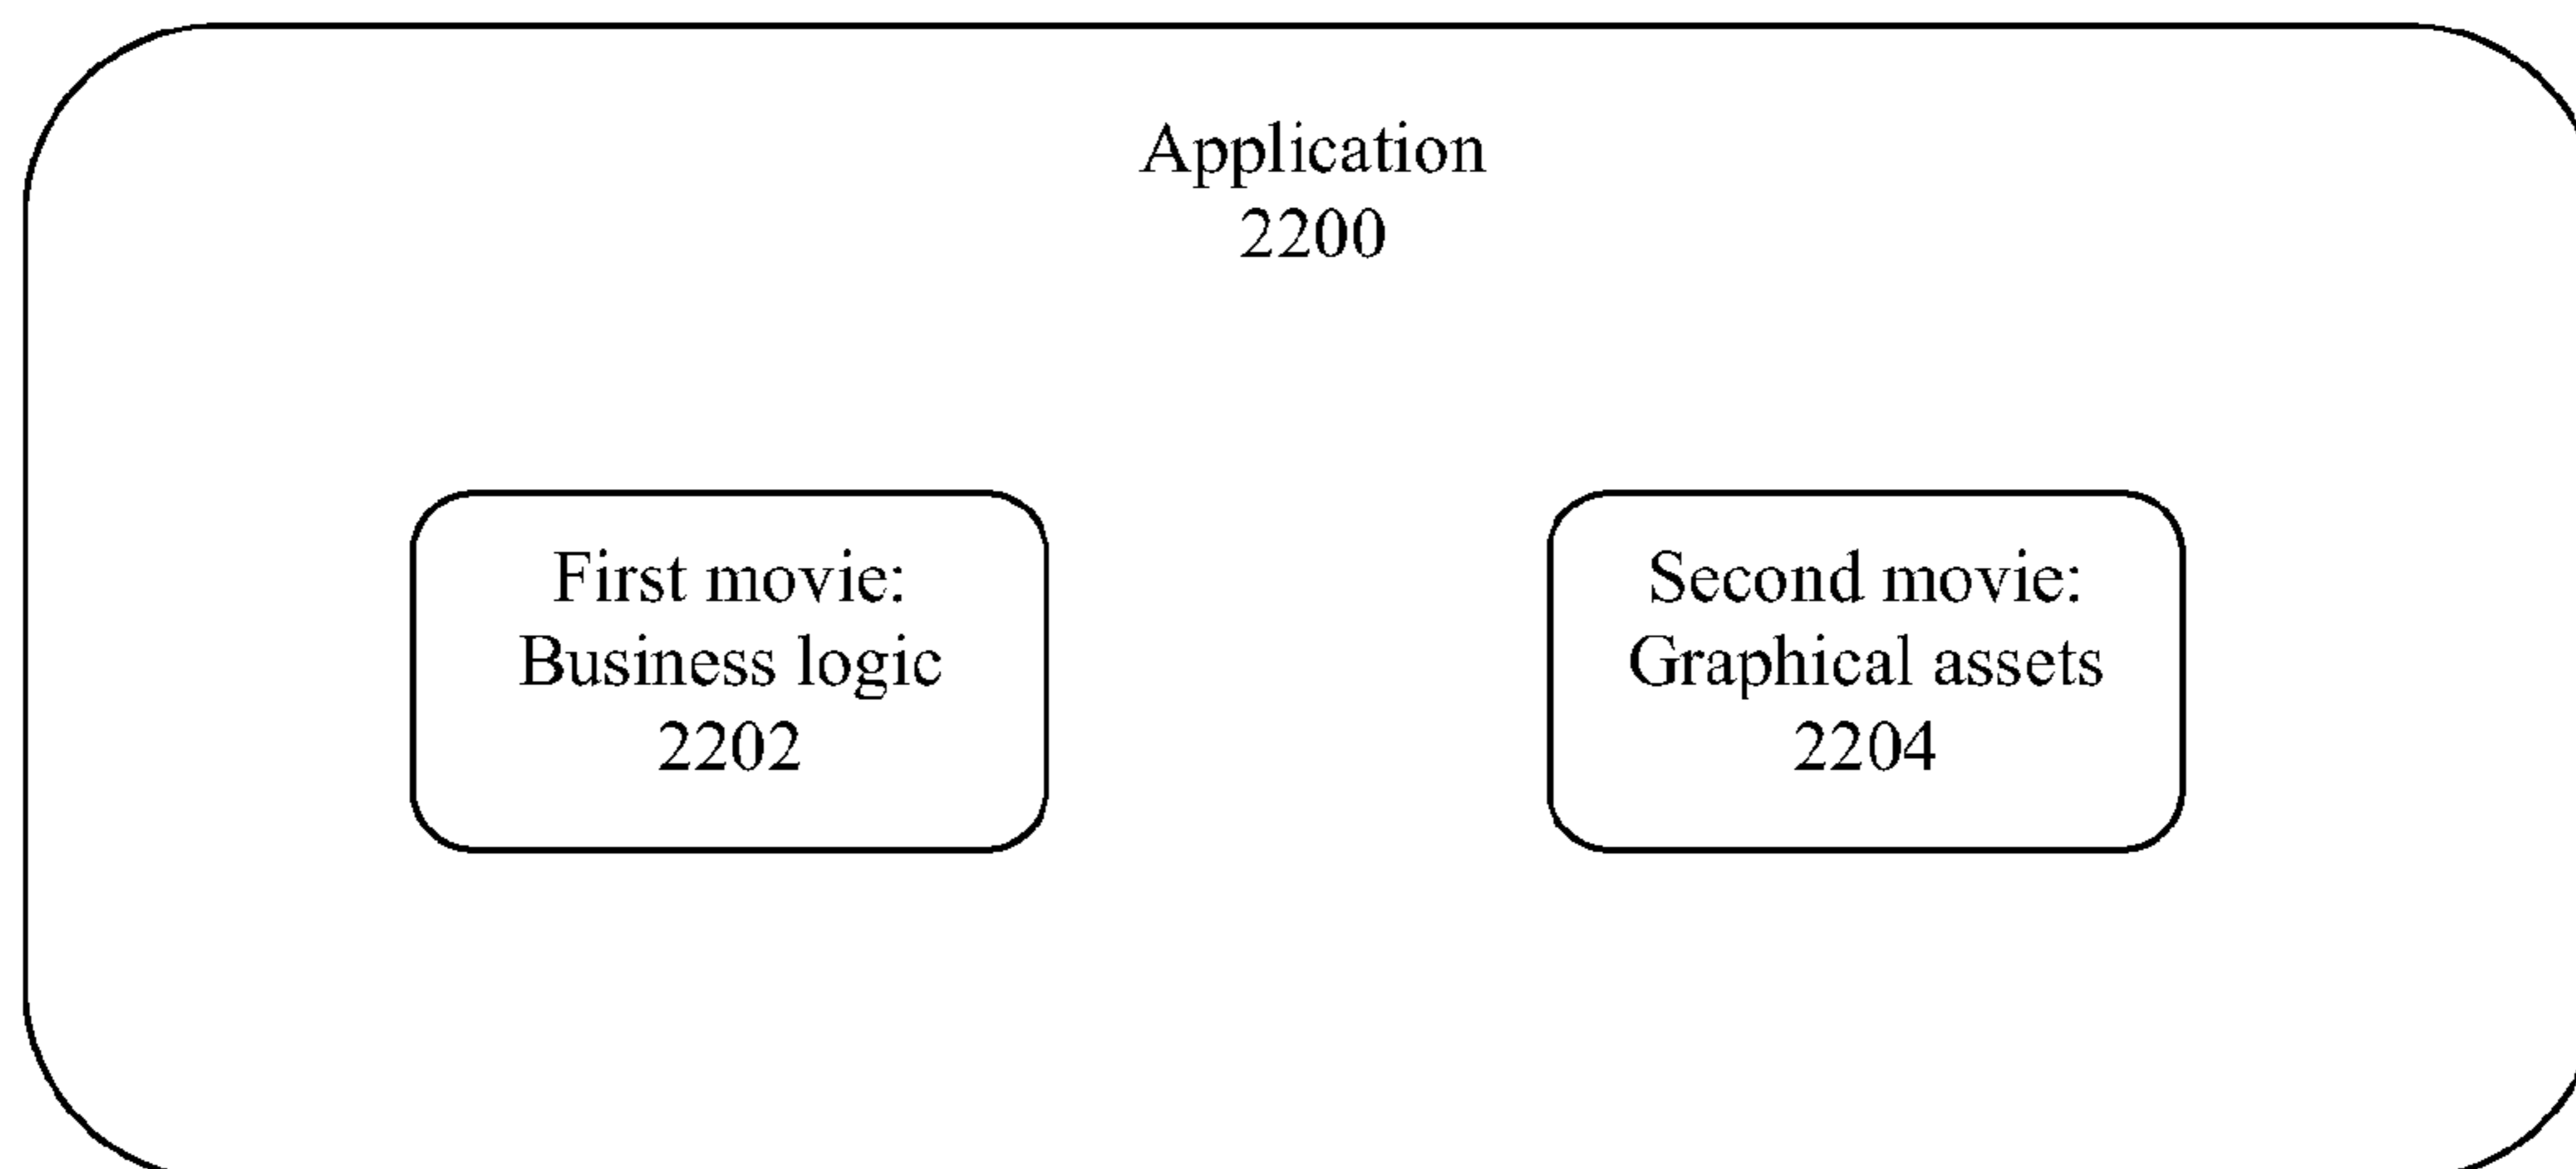 Application
2200
First movie:
Business logic
2202
Second movie:
Graphical assets
2204